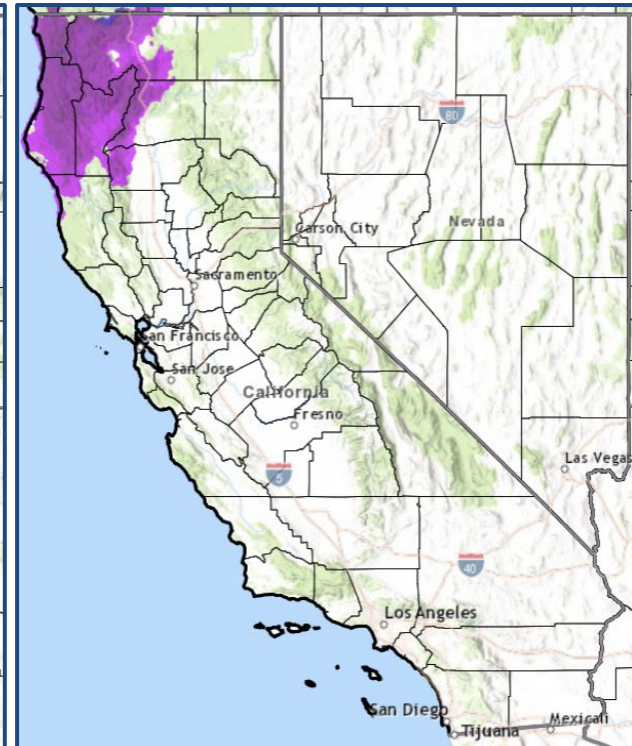 80
Carson City
Nevada
Sacramento
San Francisco
San Jose
California
Fresno
Las Vegas
5
40
Los Angeles
San Diego
Mexicali
Tijuana